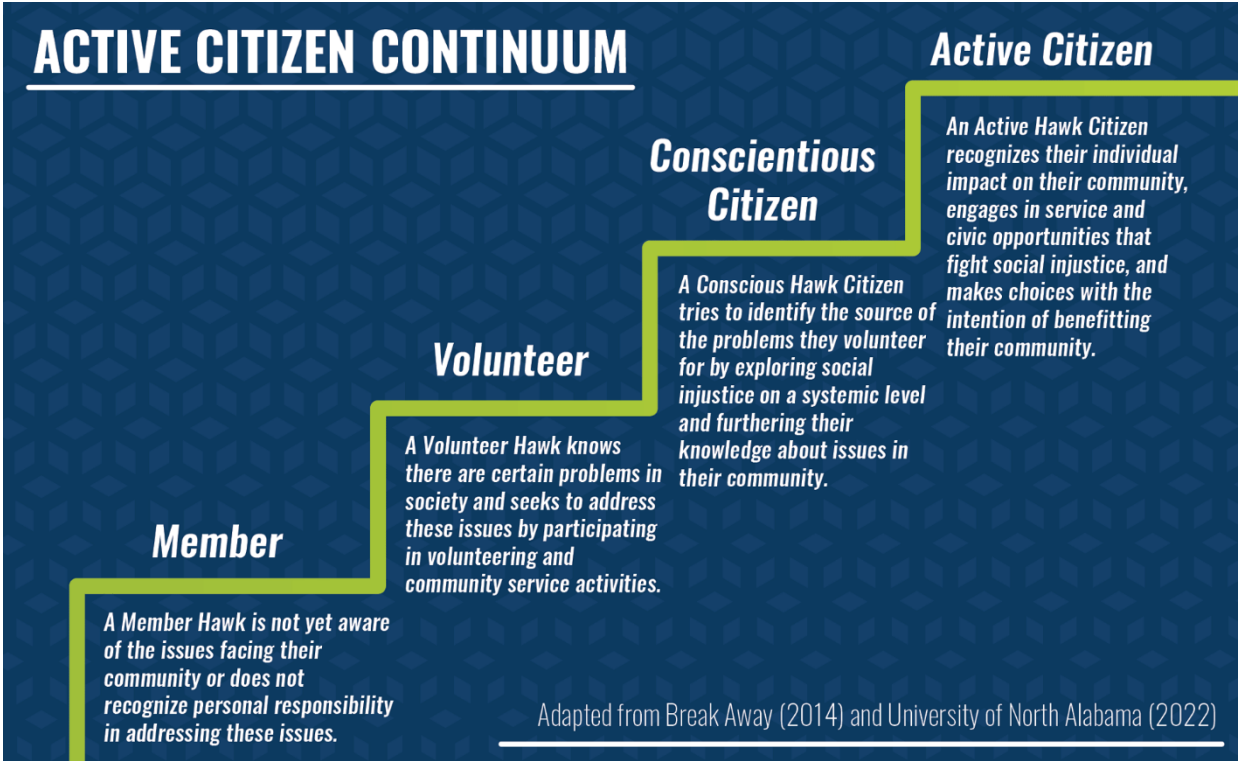 ACTIVE CITIZEN CONTINUUM
Member
A Member Hawk is not yet aware
of the issues facing their
community or does not
recognize personal responsibility
in addressing these issues.
Volunteer
A Volunteer Hawk knows
there are certain problems in
society and seeks to address
these issues by participating
in volunteering and
community service activities.
Conscientious
Citizen
A Conscious Hawk Citizen
tries to identify the source of
the problems they volunteer
for by exploring social
injustice on a systemic level
and furthering their
knowledge about issues in
their community.
Active Citizen
An Active Hawk Citizen
recognizes their individual
impact on their community,
engages in service and
civic opportunities that
fight social injustice, and
makes choices with the
intention of benefitting
their community.
Adapted from Break Away (2014) and University of North Alabama (2022)